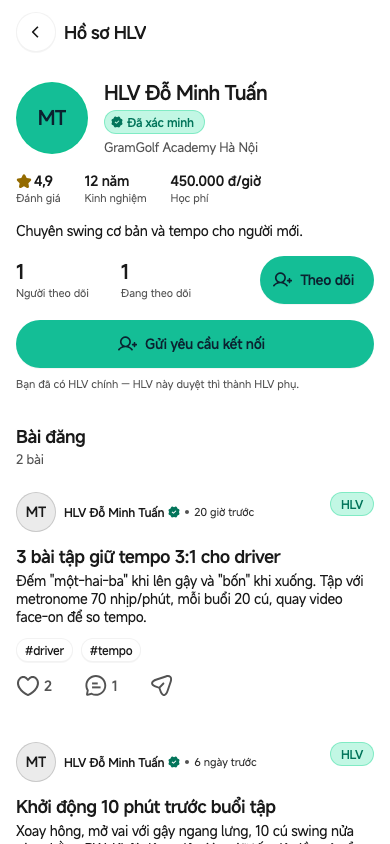 Hồ sơ HLV
MT
HLV Đỗ Minh Tuấn
Đã xác minh
GramGolf Academy Hà Nội
4,9
Đánh giá
12 năm
Kinh nghiệm
450.000 đ/giờ
Học phí
Chuyên swing cơ bản và tempo cho người mới.
1
Người theo dõi
1
Đang theo dõi
Theo dõi
Gửi yêu cầu kết nối
Bạn đã có HLV chính — HLV này duyệt thì thành HLV phụ.
Bài đăng
2 bài
MT
HLV Đỗ Minh Tuấn • 20 giờ trước
HLV
3 bài tập giữ tempo 3:1 cho driver
Đếm "một-hai-ba" khi lên gậy và "bốn" khi xuống. Tập với
metronome 70 nhịp/phút, mỗi buổi 20 cú, quay video
face-on để so tempo.
#driver
#tempo
2
1
MT
HLV Đỗ Minh Tuấn • 6 ngày trước
HLV
Khởi động 10 phút trước buổi tập
Xoay hông, mở vai với gậy ngang lưng, 10 cú swing nửa